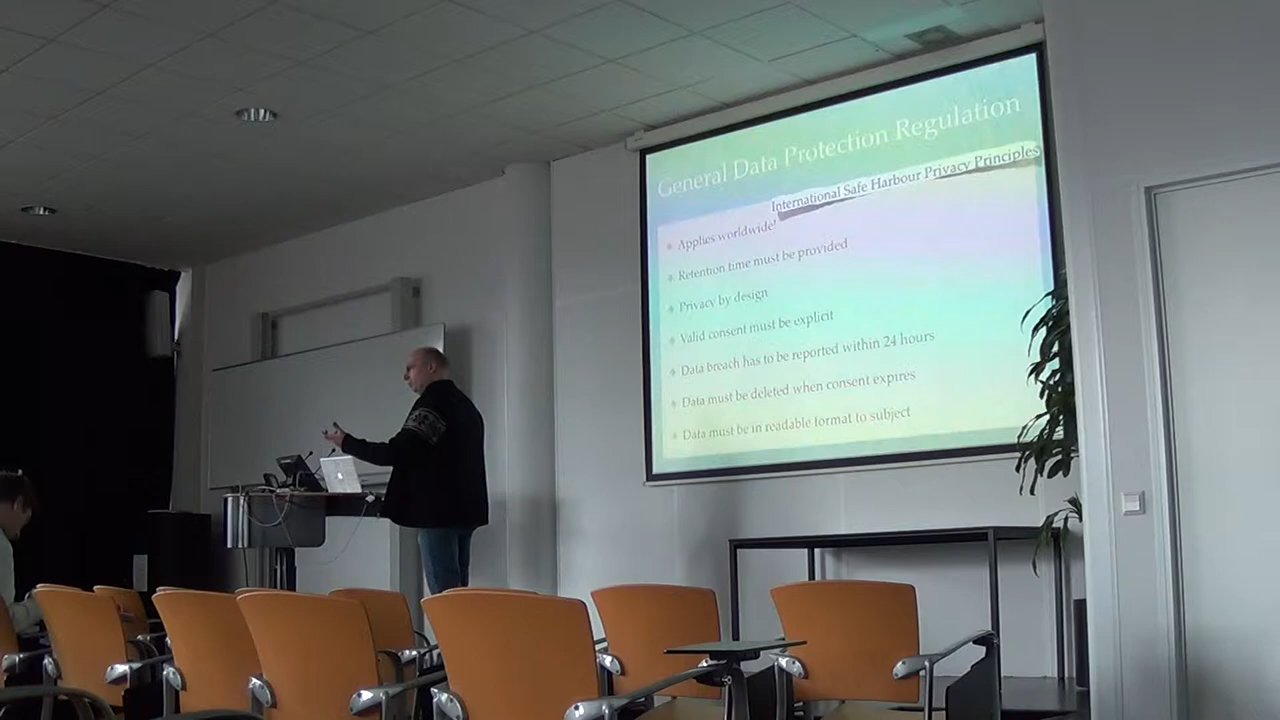 General Data Protection Regulation
International Safe Harbour Privacy Principles
Applies worldwide!
Retention time must be provided
Privacy by design
Valid consent must be explicit
Data breach has to be reported within 24 hours
Data must be deleted when consent expires
Data must be in readable format to subject